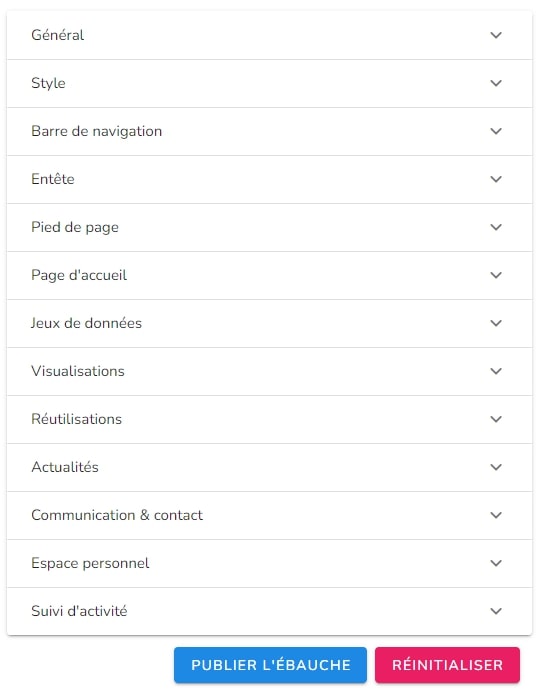 Général
Style
Barre de navigation
Entête
Pied de page
Page d'accueil
Jeux de données
Visualisations
Réutilisations
Actualités
Communication & contact
Espace personnel
Suivi d'activité
PUBLIER L'ÉBAUCHE RÉINITIALISER